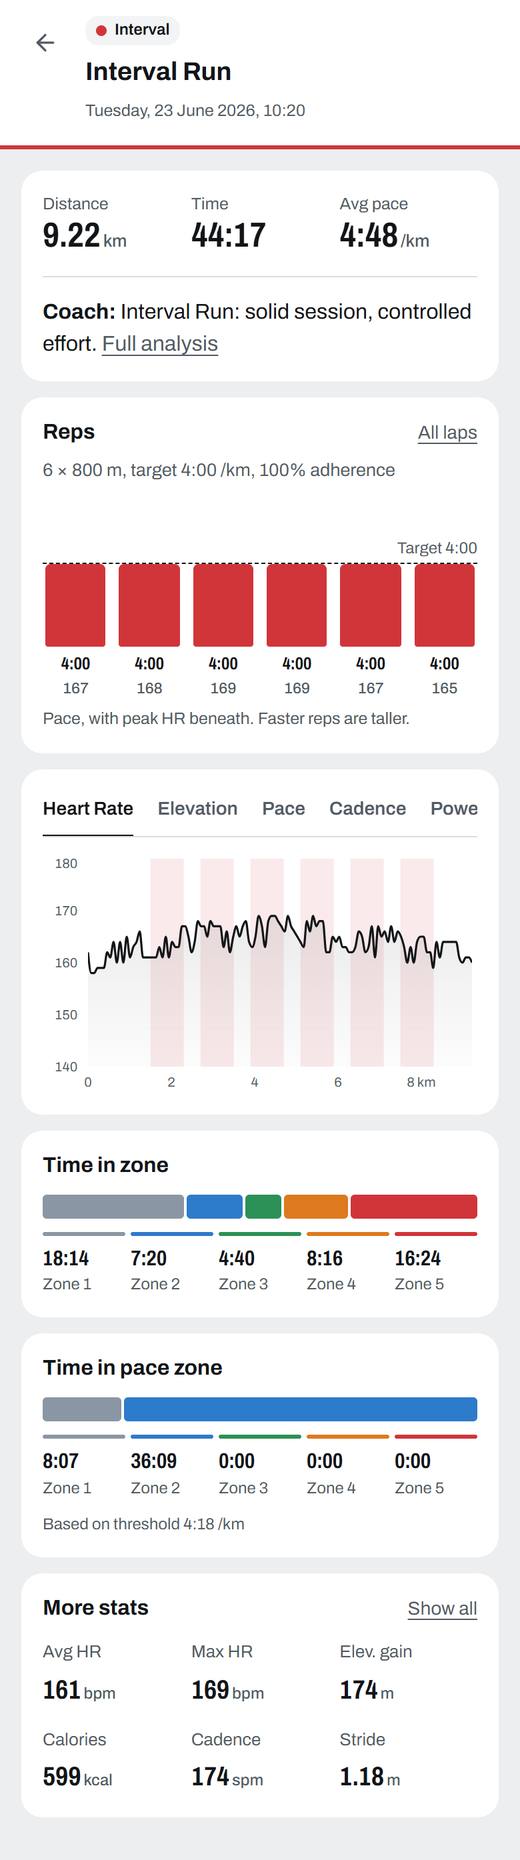 Interval
Interval Run
Tuesday, 23 June 2026, 10:20
Distance Time Avg pace
9.22 km 44:17 4:48 /km
Coach: Interval Run: solid session, controlled
effort. Full analysis
Reps All laps
6 × 800 m, target 4:00 /km, 100% adherence
Target 4:00
4:00 4:00 4:00 4:00 4:00 4:00
167 168 169 169 167 165
Pace, with peak HR beneath. Faster reps are taller.
Heart Rate Elevation Pace Cadence Powe
180
170
160
150
140
0 2 4 6 8 km
Time in zone
18:14 7:20 4:40 8:16 16:24
Zone 1 Zone 2 Zone 3 Zone 4 Zone 5
Time in pace zone
8:07 36:09 0:00 0:00 0:00
Zone 1 Zone 2 Zone 3 Zone 4 Zone 5
Based on threshold 4:18 /km
More stats Show all
Avg HR Max HR Elev. gain
161 bpm 169 bpm 174 m
Calories Cadence Stride
599 kcal 174 spm 1.18 m